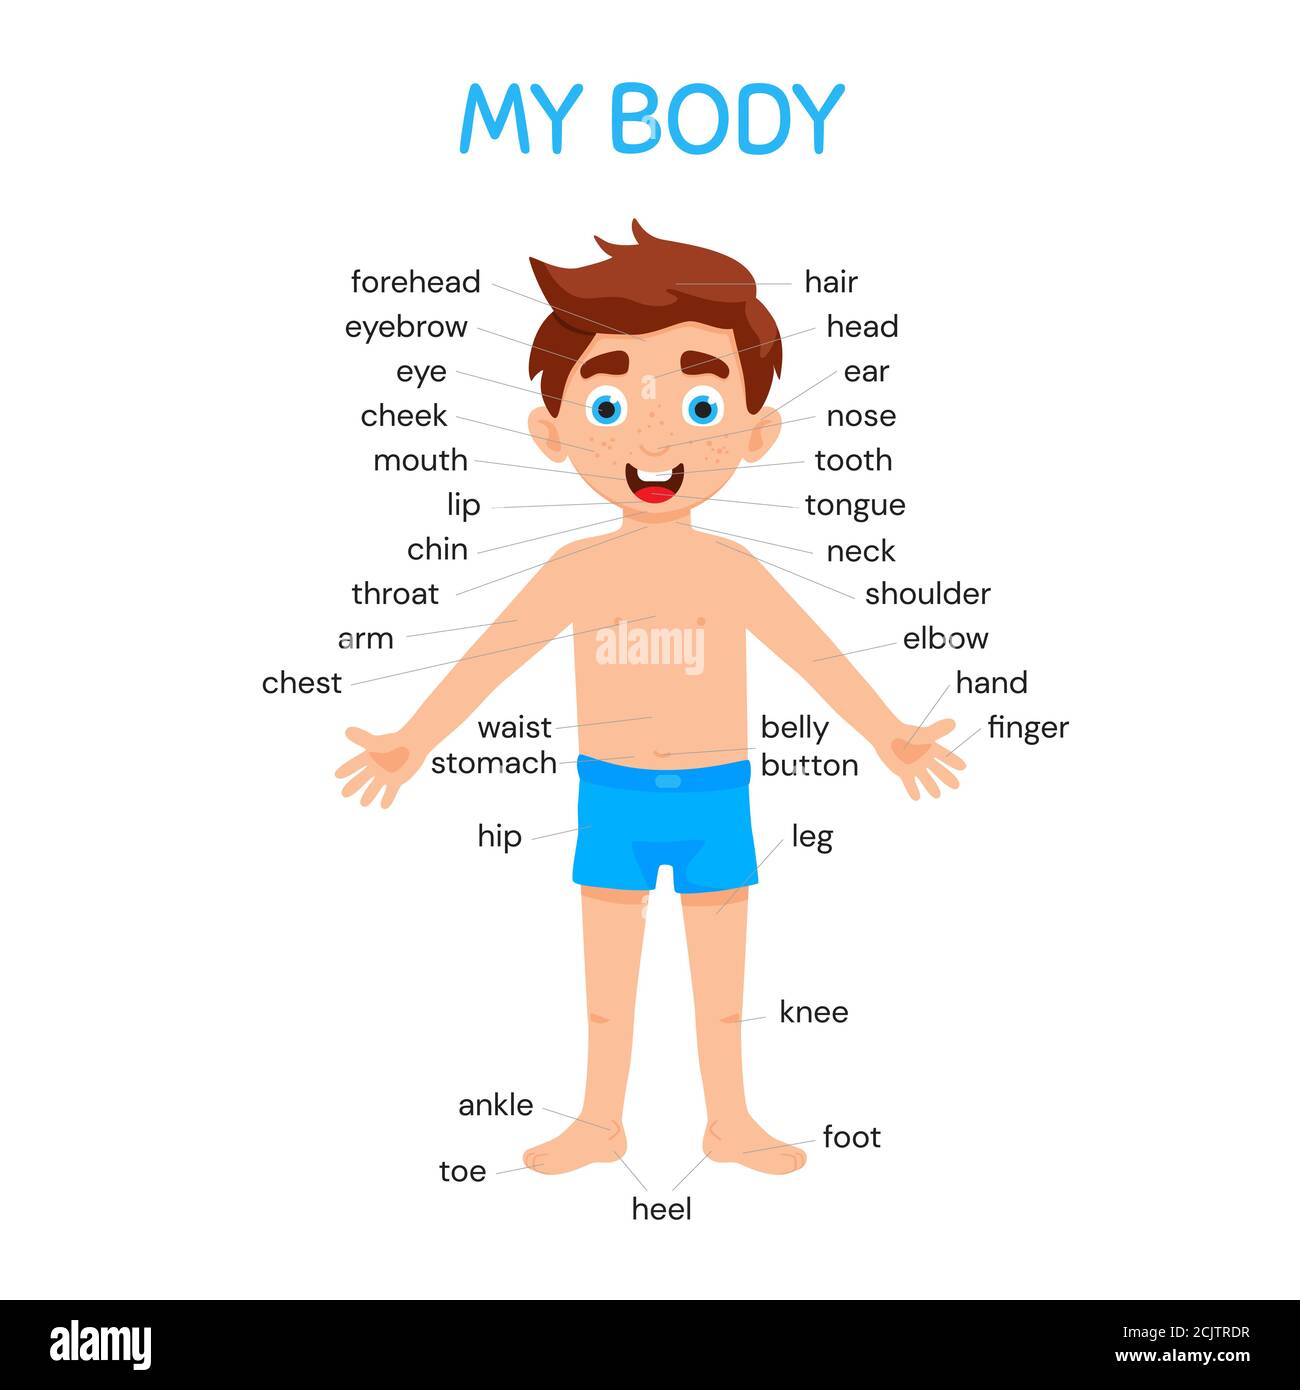 MY BODY
forehead
hair
eyebrow
head
eye
ear
cheek
nose
mouth
tooth
lip
tongue
chin
neck
throat
shoulder
arm
elbow
chest
hand
waist
belly
button
finger
stomach
hip
leg
knee
ankle
foot
toe
heel
a
alamy
a
alamy
Image ID: 2CJTRDR
www.alamy.com